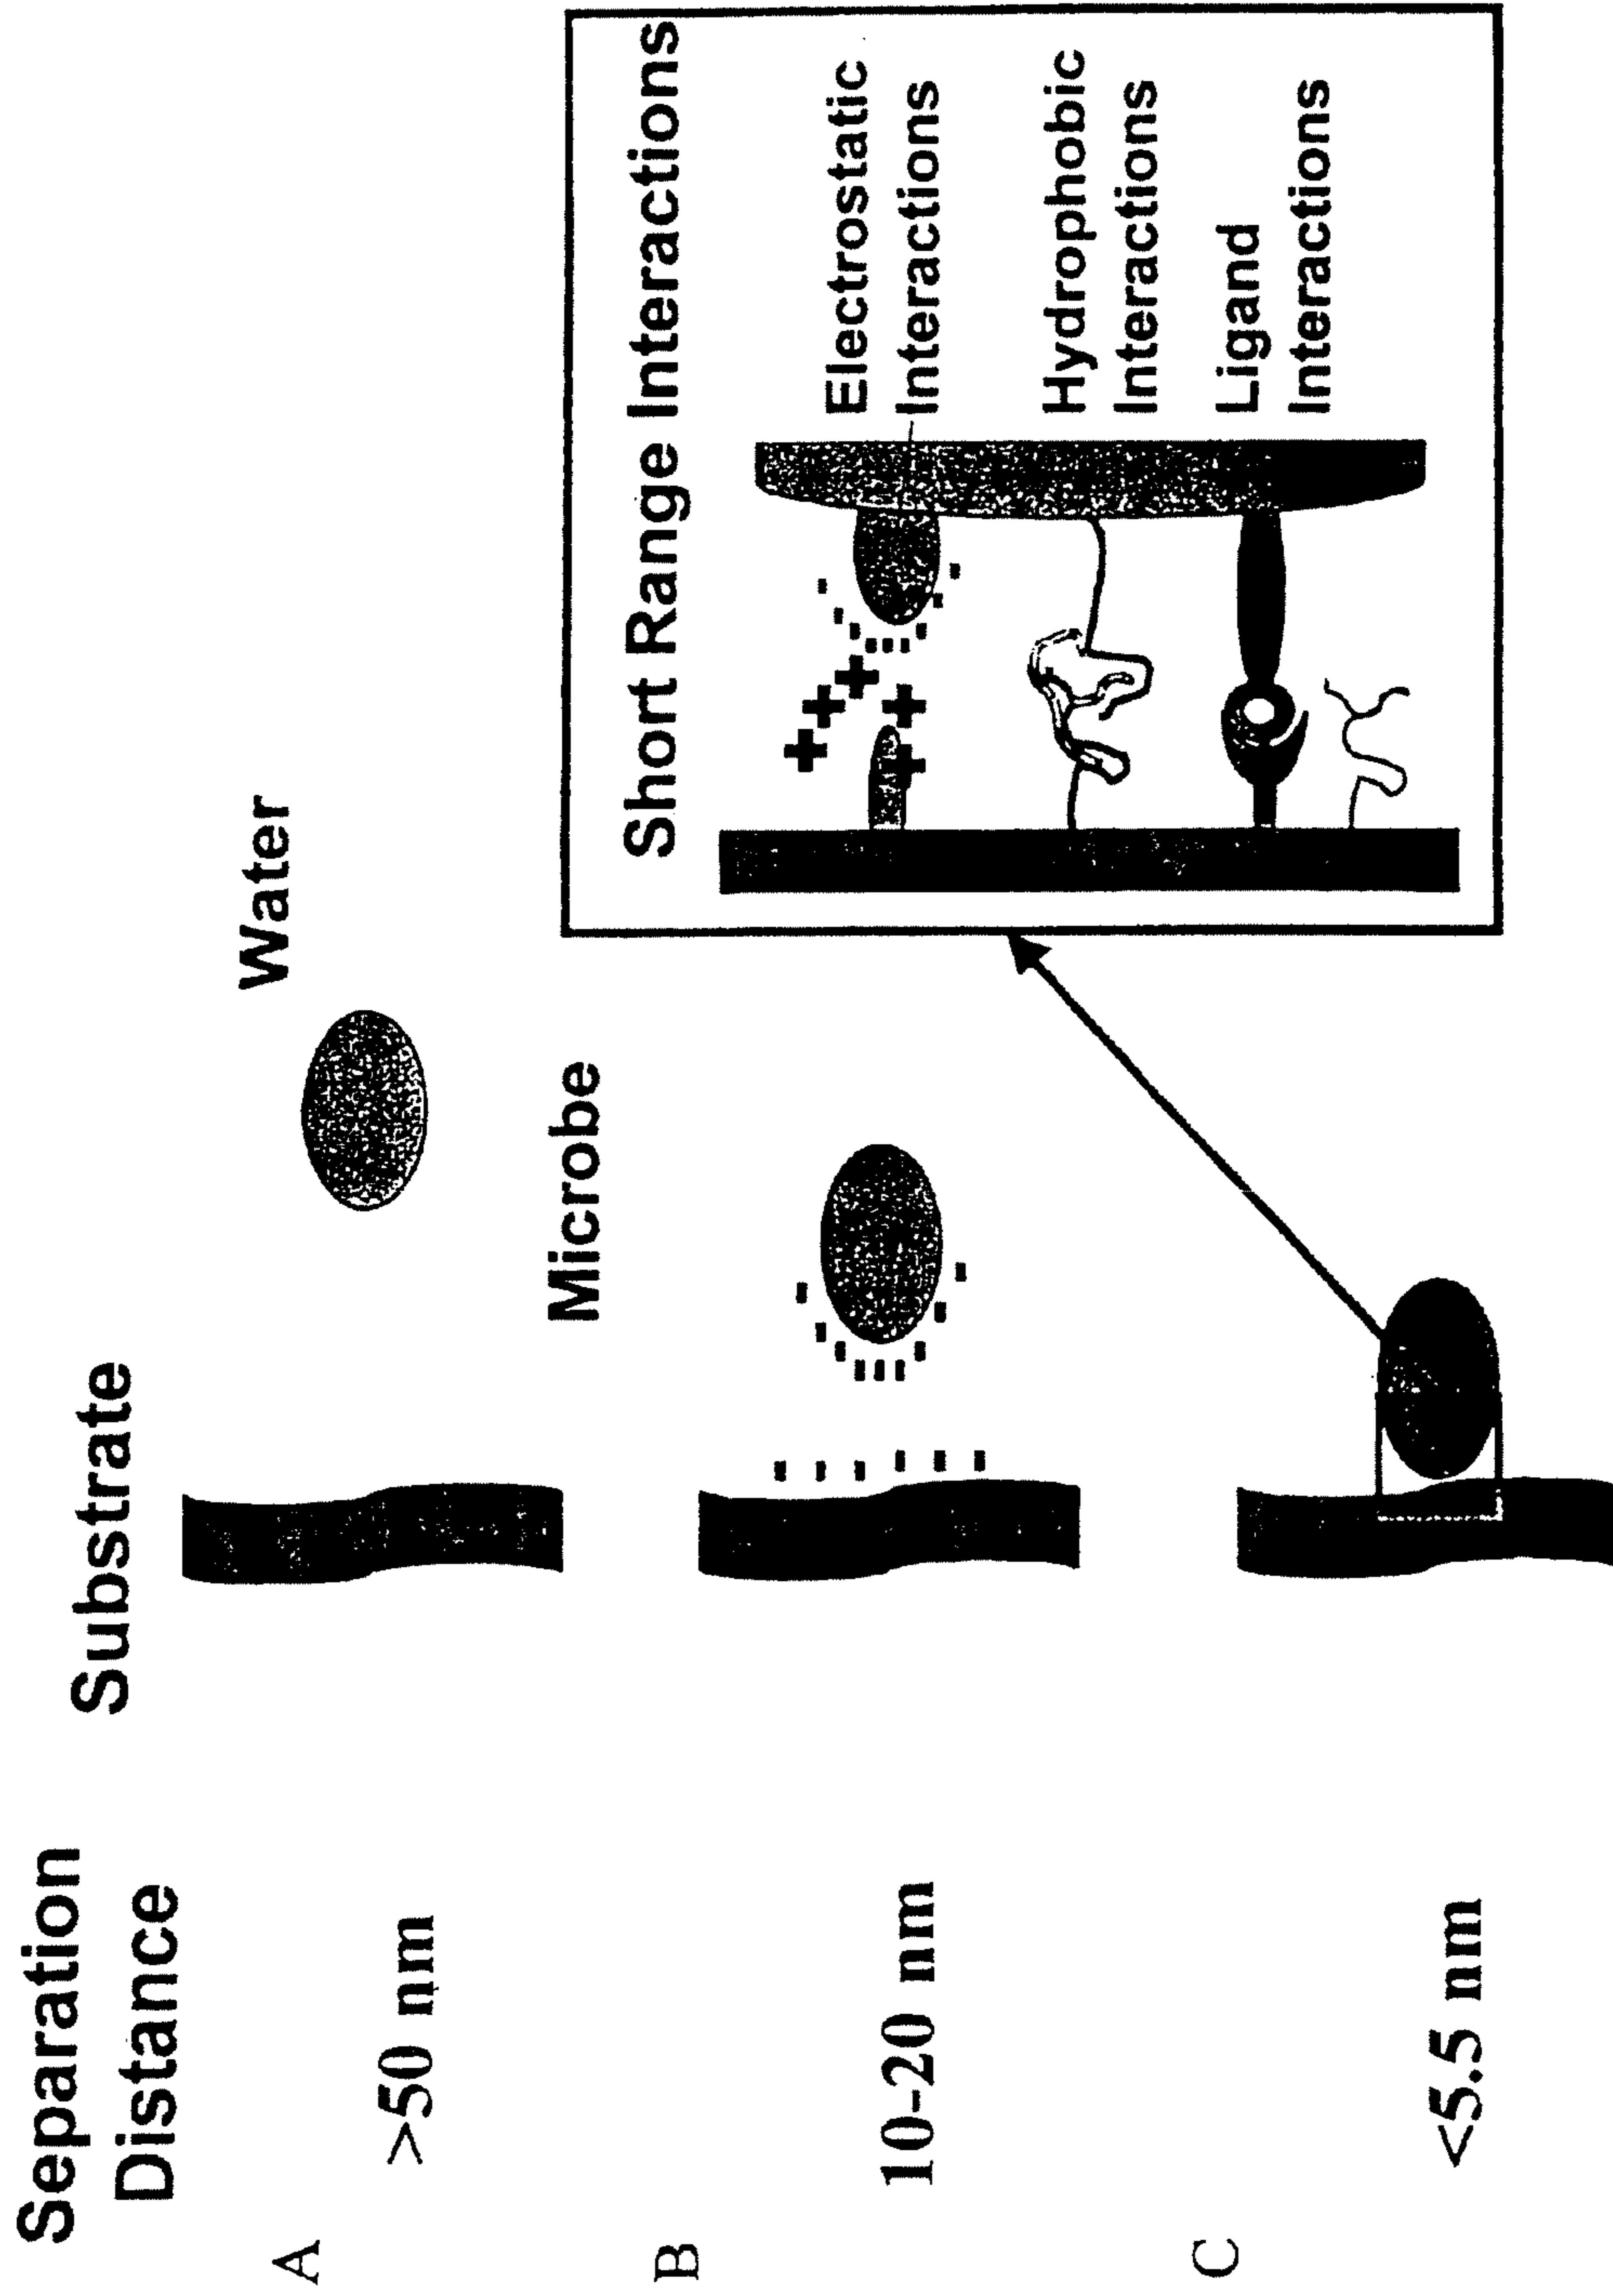 Separation
Distance
Substrate
Water
A
>50 nm
Microbe
B
10-20 nm
C
<5.5 nm
Short Range Interactions
Electrostatic
Interactions
Hydrophobic
Interactions
Ligand
Interactions